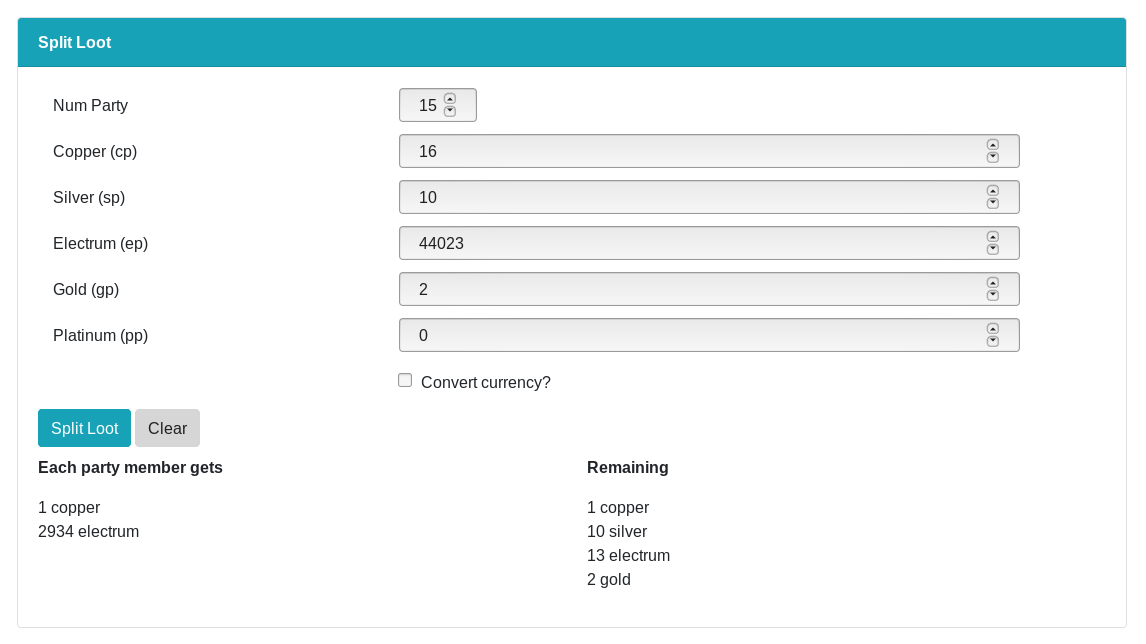 Split Loot
Num Party 15
Copper (cp) 16
Silver (sp) 10
Electrum (ep) 44023
Gold (gp) 2
Platinum (pp) 0
Convert currency?
Split Loot Clear
Each party member gets
1 copper
2934 electrum
Remaining
1 copper
10 silver
13 electrum
2 gold